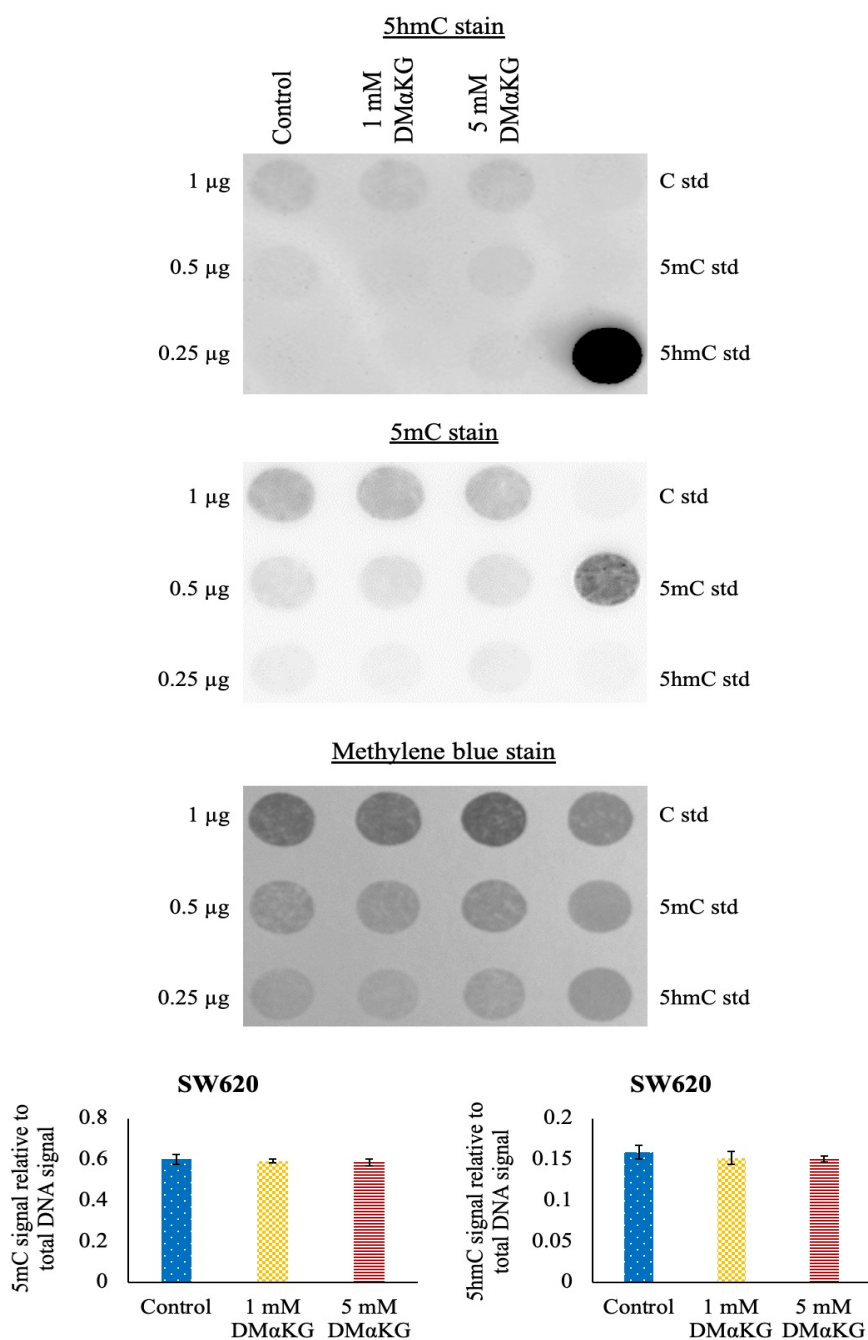 5hmC stain
Control
1 mM
DMαKG
5 mM
DMαKG
1 µg
C std
0.5 µg
5mC std
0.25 µg
5hmC std
5mC stain
1 µg
C std
0.5 µg
5mC std
0.25 µg
5hmC std
Methylene blue stain
1 µg
C std
0.5 µg
5mC std
0.25 µg
5hmC std
SW620
5mC signal relative to
total DNA signal
0.8
0.6
0.4
0.2
0
Control
1 mM
DMαKG
5 mM
DMαKG
SW620
5hmC signal relative to
total DNA signal
0.2
0.15
0.1
0.05
0
Control
1 mM
DMαKG
5 mM
DMαKG